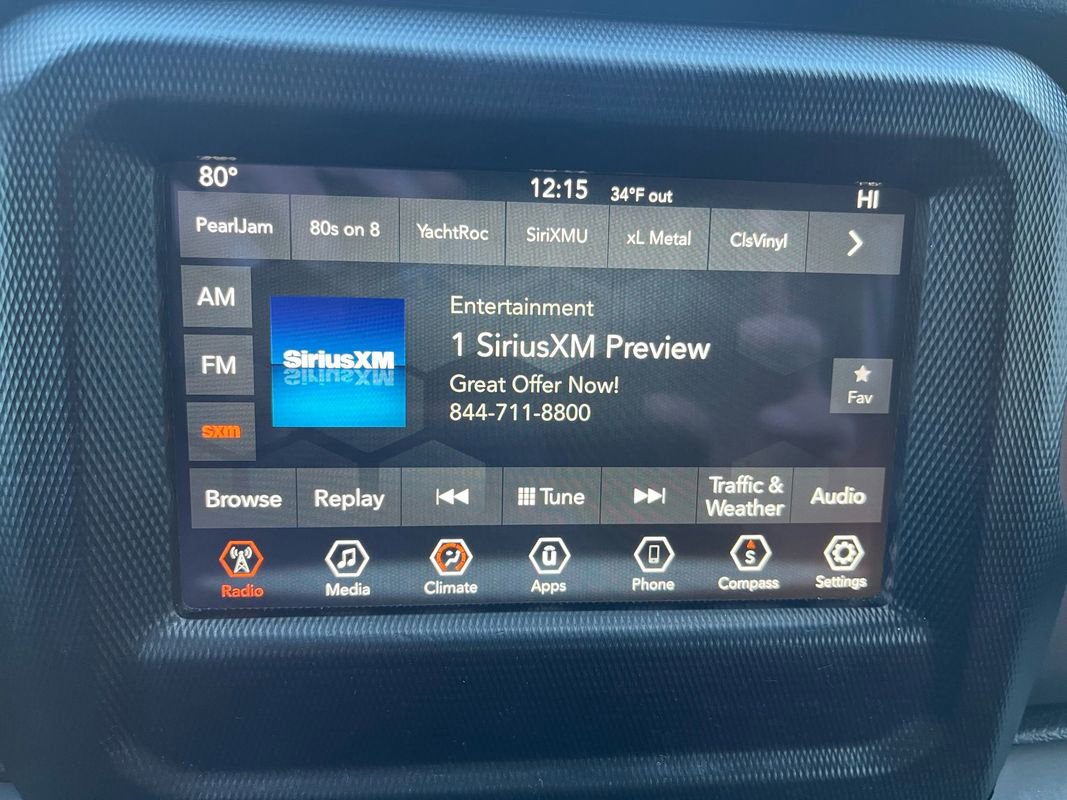 80°
12:15
34°F out
HI
PearlJam
80s on 8
YachtRoc
SiriXMU
xL Metal
ClsVinyl
AM
FM
sxm
SiriusXM
Entertainment
1 SiriusXM Preview
Great Offer Now!
844-711-8800
Fav
Browse
Replay
Tune
Traffic &
Weather
Audio
S
Radio
Media
Climate
Apps
Phone
Compass
Settings